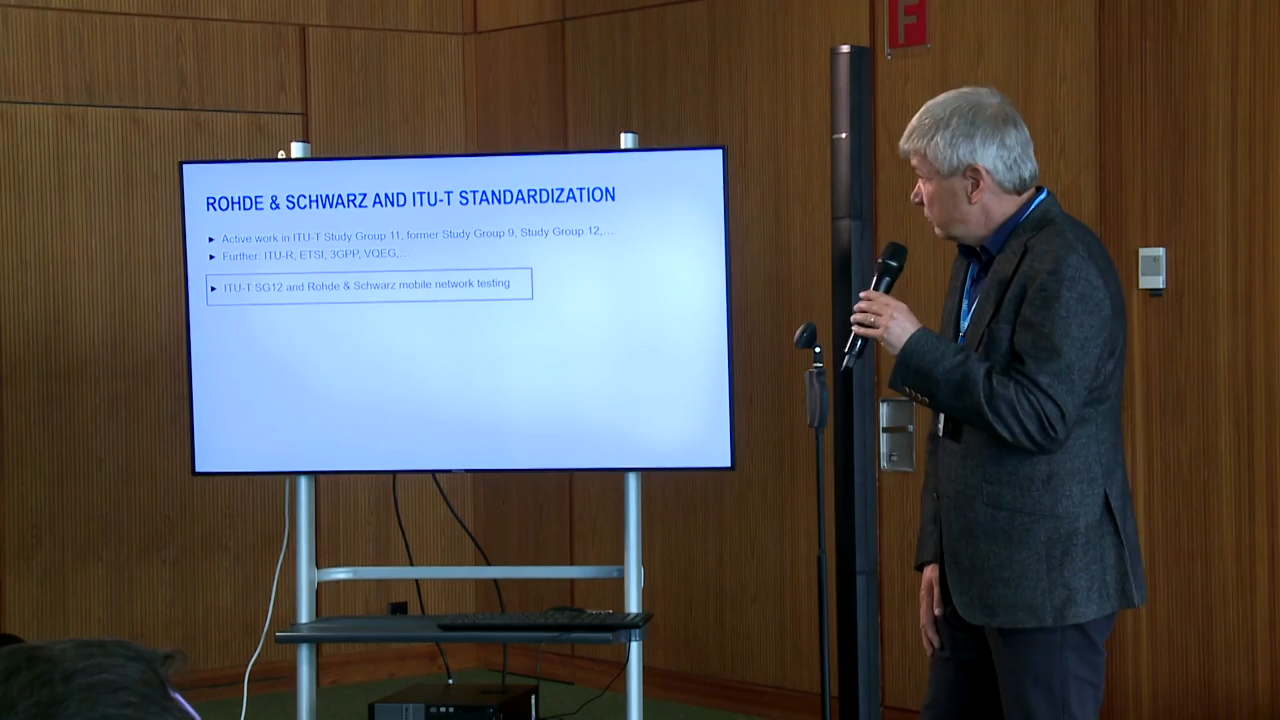 F
ROHDE & SCHWARZ AND ITU-T STANDARDIZATION
► Active work in ITU-T Study Group 11, former Study Group 9, Study Group 12,…
► Further: ITU-R, ETSI, 3GPP, VQEG,…
► ITU-T SG12 and Rohde & Schwarz mobile network testing